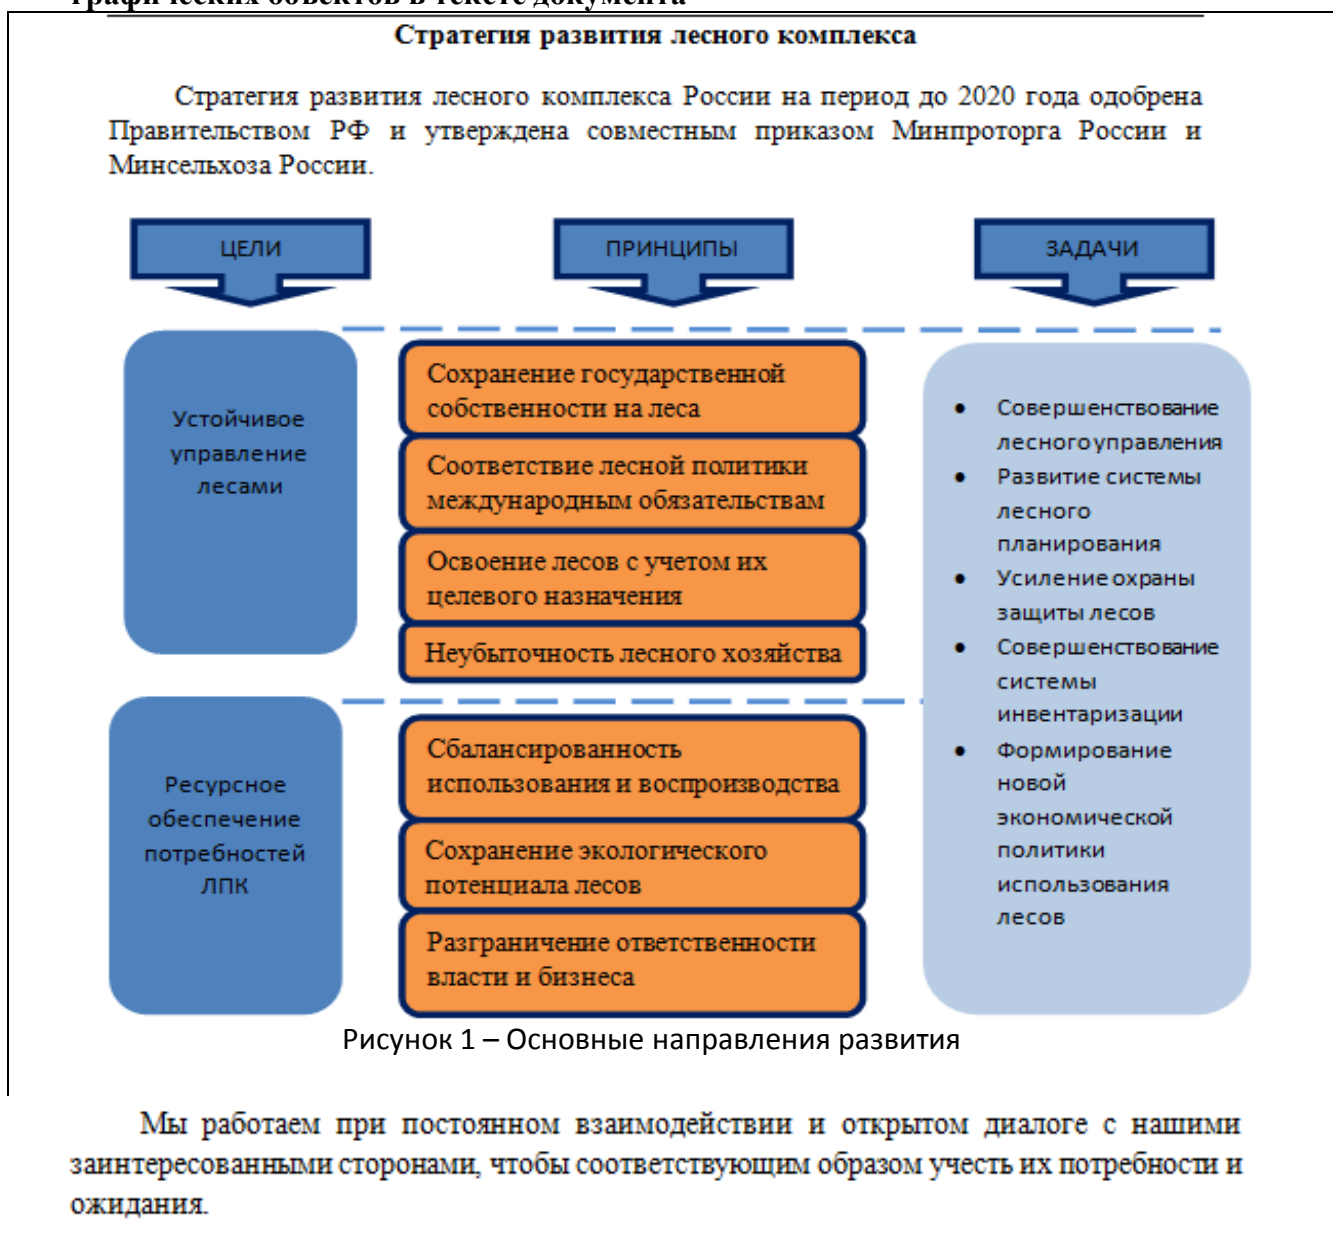 графических объектов в тексте документа
Стратегия развития лесного комплекса
Стратегия развития лесного комплекса России на период до 2020 года одобрена
Правительством РФ и утверждена совместным приказом Минпроторга России и
Минсельхоза России.
ЦЕЛИ
ПРИНЦИПЫ
ЗАДАЧИ
Устойчивое
управление
лесами
Ресурсное
обеспечение
потребностей
ЛПК
Сохранение государственной
собственности на леса
Соответствие лесной политики
международным обязательствам
Освоение лесов с учетом их
целевого назначения
Неубыточность лесного хозяйства
Сбалансированность
использования и воспроизводства
Сохранение экологического
потенциала лесов
Разграничение ответственности
власти и бизнеса
• Совершенствование
лесного управления
• Развитие системы
лесного
планирования
• Усиление охраны
защиты лесов
• Совершенствование
системы
инвентаризации
• Формирование
новой
экономической
политики
использования
лесов
Рисунок 1 – Основные направления развития
Мы работаем при постоянном взаимодействии и открытом диалоге с нашими
заинтересованными сторонами, чтобы соответствующим образом учесть их потребности и
ожидания.